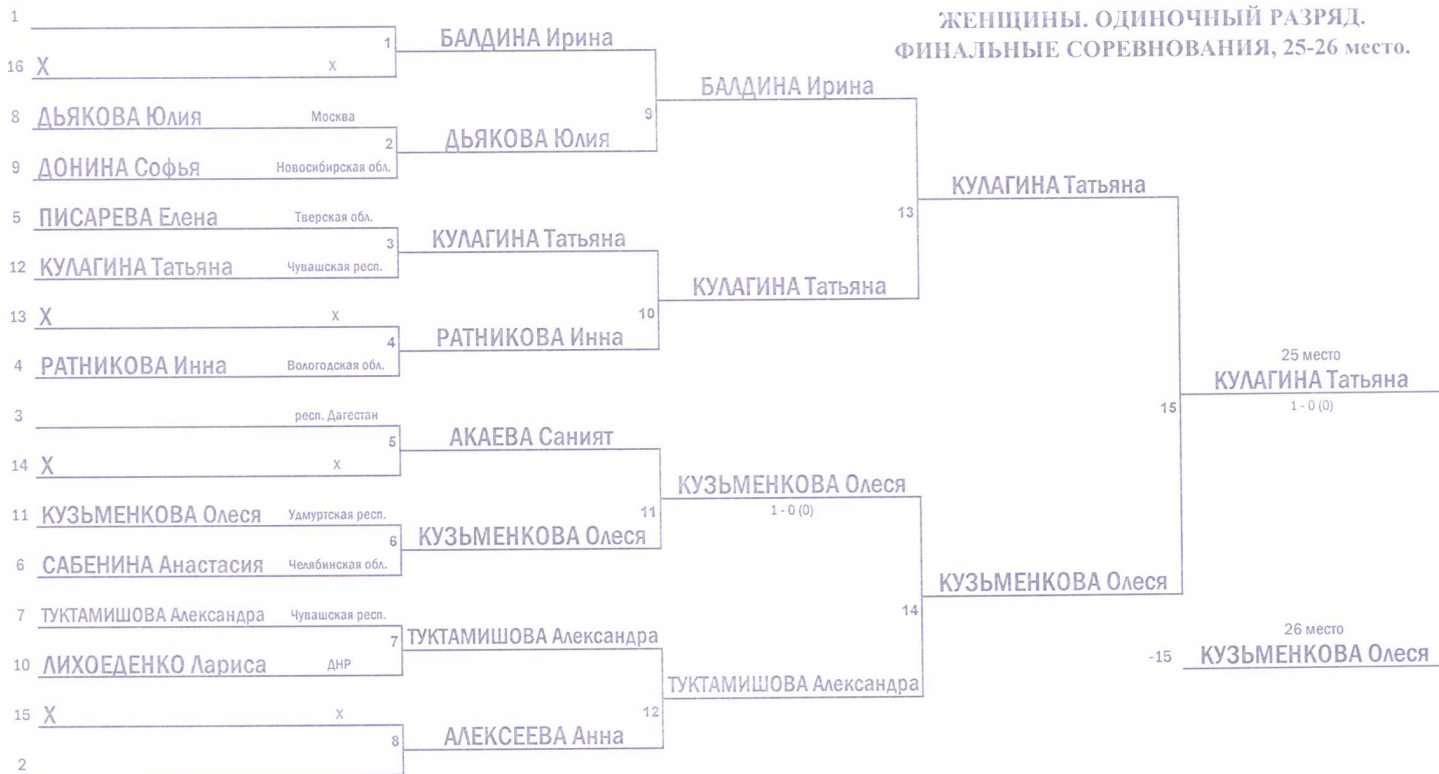 ЖЕНЩИНЫ. ОДИНОЧНЫЙ РАЗРЯД.
ФИНАЛЬНЫЕ СОРЕВНОВАНИЯ, 25-26 место.
1
1 БАЛДИНА Ирина
16 X X
БАЛДИНА Ирина
8 ДЬЯКОВА Юлия Москва
9
2 ДЬЯКОВА Юлия
9 ДОНИНА Софья Новосибирская обл.
КУЛАГИНА Татьяна
5 ПИСАРЕВА Елена Тверская обл.
13
3 КУЛАГИНА Татьяна
12 КУЛАГИНА Татьяна Чувашская респ.
КУЛАГИНА Татьяна
13 X X
10
4 РАТНИКОВА Инна
4 РАТНИКОВА Инна Вологодская обл.
25 место
КУЛАГИНА Татьяна
15
1 - 0 (0)
3 респ. Дагестан
5 АКАЕВА Саният
14 X X
КУЗЬМЕНКОВА Олеся
1 - 0 (0)
11 КУЗЬМЕНКОВА Олеся Удмуртская респ.
11
6 КУЗЬМЕНКОВА Олеся
6 САБЕНИНА Анастасия Челябинская обл.
КУЗЬМЕНКОВА Олеся
7 ТУКТАМИШОВА Александра Чувашская респ.
14
7 ТУКТАМИШОВА Александра
26 место
-15 КУЗЬМЕНКОВА Олеся
10 ЛИХОЕДЕНКО Лариса ДНР
ТУКТАМИШОВА Александра
15 X X
12
8 АЛЕКСЕЕВА Анна
2